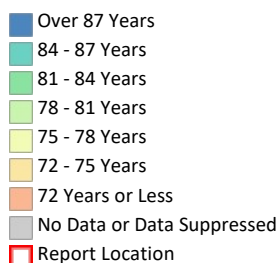 Over 87 Years
84 - 87 Years
81 - 84 Years
78 - 81 Years
75 - 78 Years
72 - 75 Years
72 Years or Less
No Data or Data Suppressed
Report Location